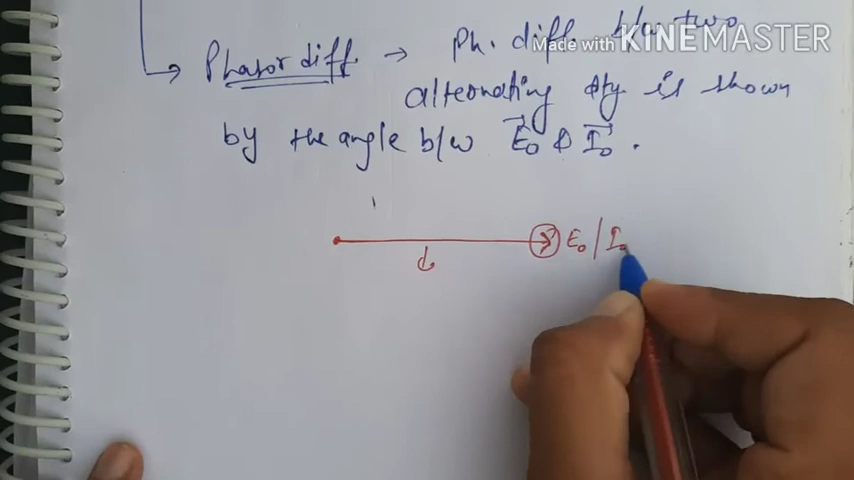 Made with KINEMASTER
Phasor diff. → Ph. diff. b/w two
alternating qty is shown
by the angle b/w E₀ & I₀.
E₀ / I₀